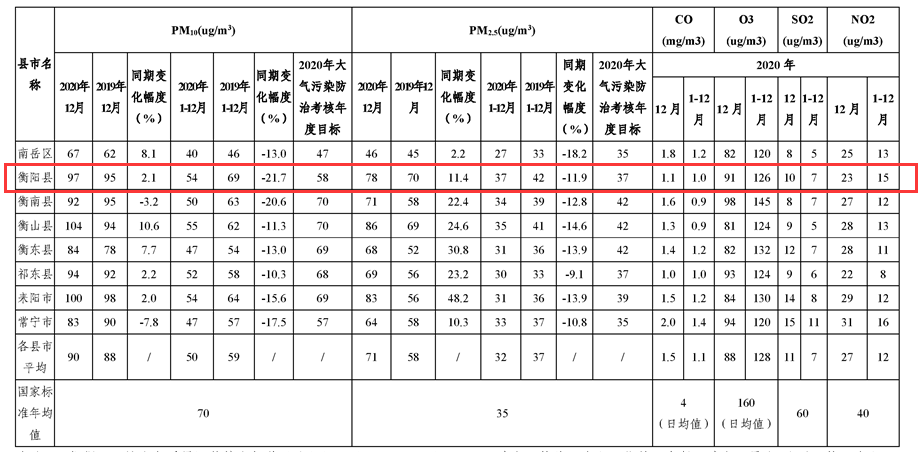 县市名称 PM10(ug/m³) PM2.5(ug/m³) CO (mg/m3) O3 (ug/m3) SO2 (ug/m3) NO2 (ug/m3)
2020年12月 2019年12月 同期变化幅度(%) 2020年1-12月 2019年1-12月 同期变化幅度(%) 2020年大气污染防治考核年度目标 2020年12月 2019年12月 同期变化幅度(%) 2020年1-12月 2019年1-12月 同期变化幅度(%) 2020年大气污染防治考核年度目标 2020年
12月 1-12月 12月 1-12月 12月 1-12月 12月 1-12月
南岳区 67 62 8.1 40 46 -13.0 47 46 45 2.2 27 33 -18.2 35 1.8 1.2 82 120 8 5 25 13
衡阳县 97 95 2.1 54 69 -21.7 58 78 70 11.4 37 42 -11.9 37 1.1 1.0 91 126 10 7 23 15
衡南县 92 95 -3.2 50 63 -20.6 70 71 58 22.4 34 39 -12.8 42 1.6 0.9 98 145 8 7 27 12
衡山县 104 94 10.6 55 62 -11.3 70 86 69 24.6 35 41 -14.6 42 1.3 0.9 81 124 9 5 28 13
衡东县 84 78 7.7 47 54 -13.0 69 68 52 30.8 31 36 -13.9 42 1.4 1.2 82 132 12 7 28 11
祁东县 94 92 2.2 52 58 -10.3 68 69 56 23.2 30 33 -9.1 37 1.0 1.0 93 124 9 6 22 8
耒阳市 100 98 2.0 54 64 -15.6 69 83 56 48.2 31 36 -13.9 39 1.5 1.2 84 130 14 8 29 12
常宁市 83 90 -7.8 47 57 -17.5 57 64 58 10.3 33 37 -10.8 35 2.0 1.4 94 120 15 11 31 16
各县市平均 90 88 / 50 59 / / 71 58 / 32 37 / / 1.5 1.1 88 128 11 7 27 12
国家标准年均值 70 35 4 (日均值) 160 (日均值) 60 40